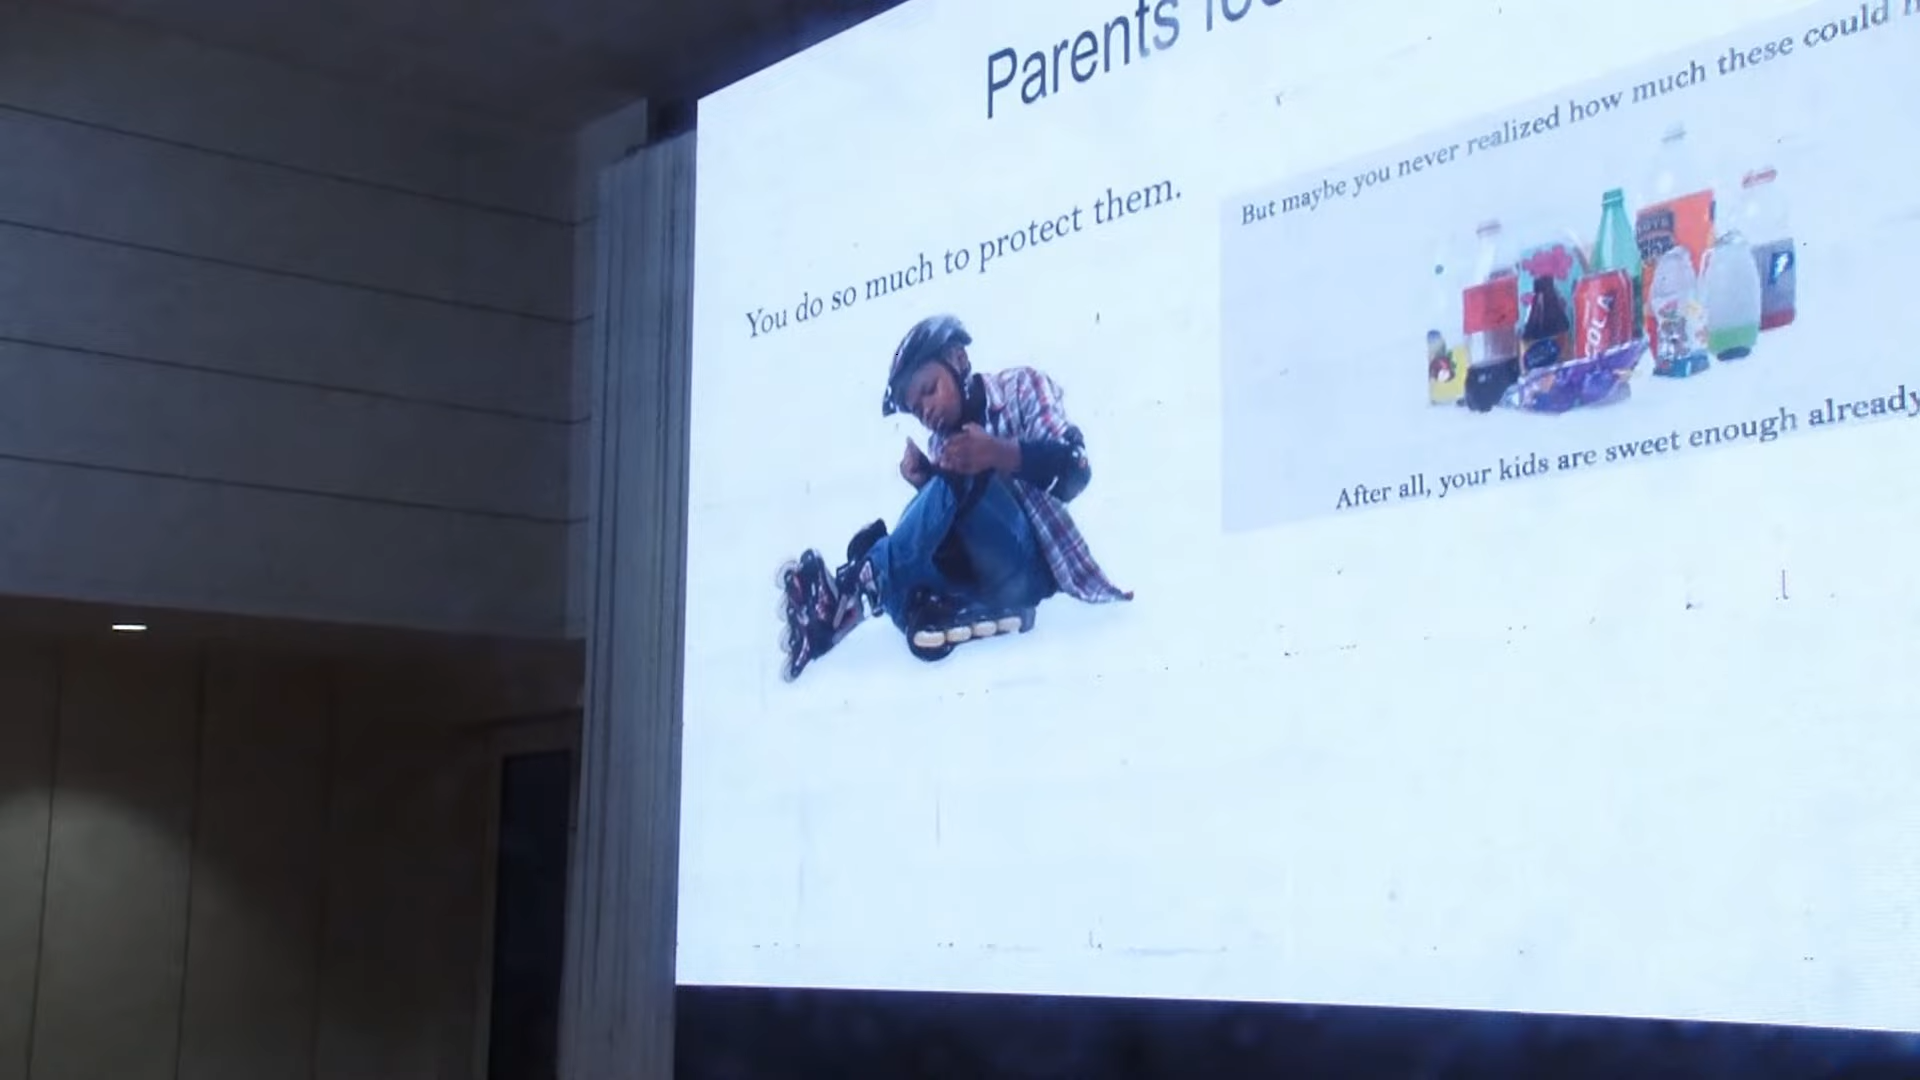 Parents
You do so much to protect them.
But maybe you never realized how much these could
COLA
After all, your kids are sweet enough already